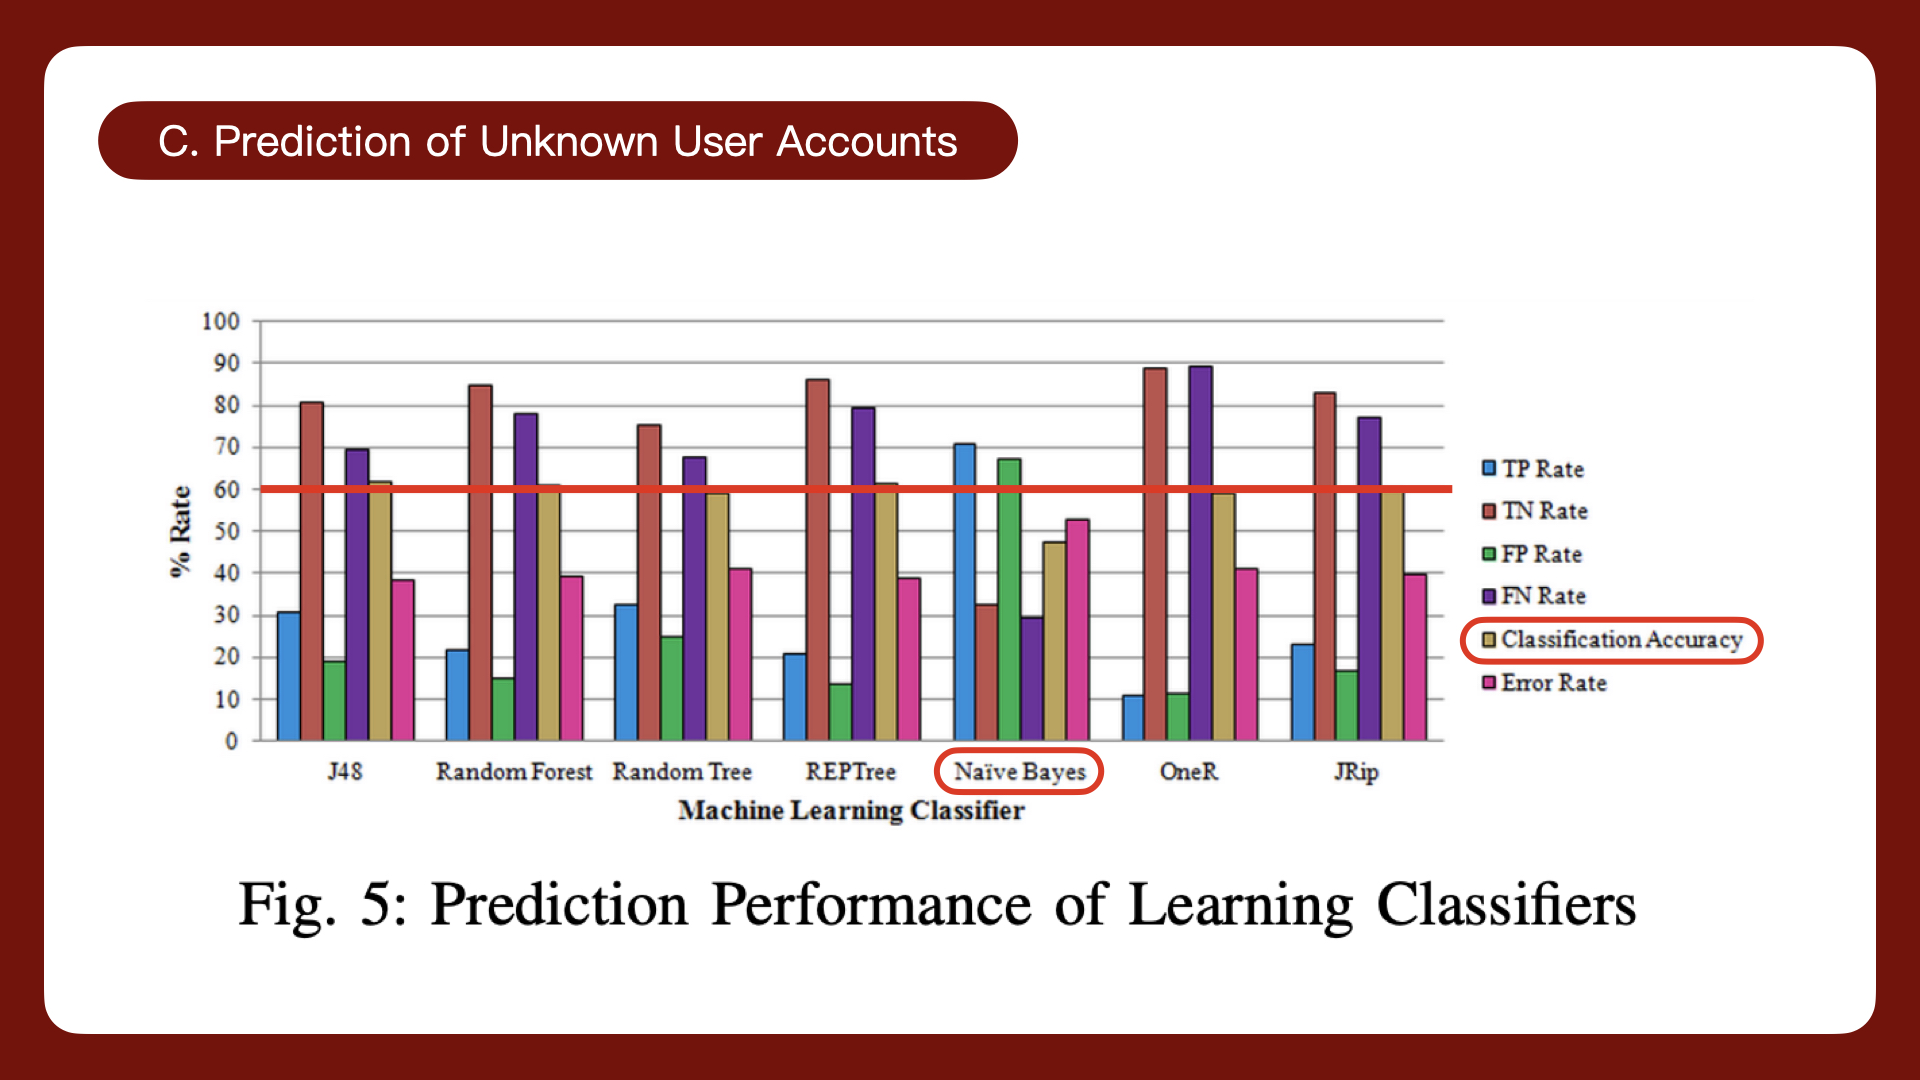 C. Prediction of Unknown User Accounts
100
90
80
70
60
50
40
30
20
10
0
% Rate
J48 Random Forest Random Tree REPTree Naïve Bayes OneR JRip
Machine Learning Classifier
TP Rate
TN Rate
FP Rate
FN Rate
Classification Accuracy
Error Rate
Fig. 5: Prediction Performance of Learning Classifiers